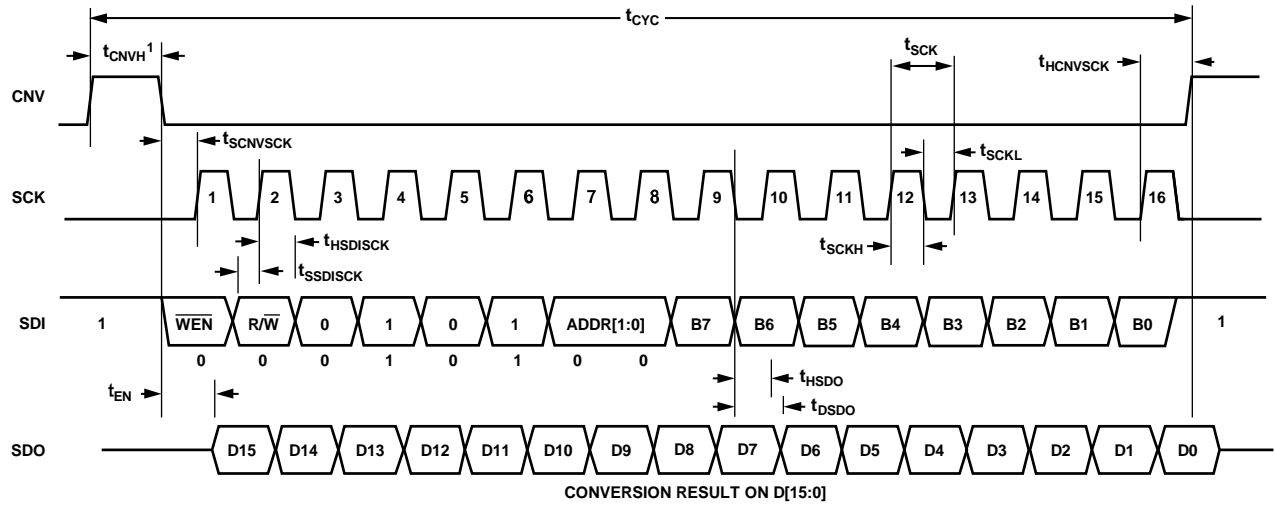 tCYC
tCNVH1
tSCK
tHCNVSCK
CNV
tSCNVSCK
tSCKL
SCK
1 2 3 4 5 6 7 8 9 10 11 12 13 14 15 16
tHSDISCK
tSCKH
tSSDISCK
SDI 1 WEN R/W 0 1 0 1 ADDR[1:0] B7 B6 B5 B4 B3 B2 B1 B0 1
0 0 0 1 0 1 0 0
tEN
tHSDO
tDSDO
SDO D15 D14 D13 D12 D11 D10 D9 D8 D7 D6 D5 D4 D3 D2 D1 D0
CONVERSION RESULT ON D[15:0]